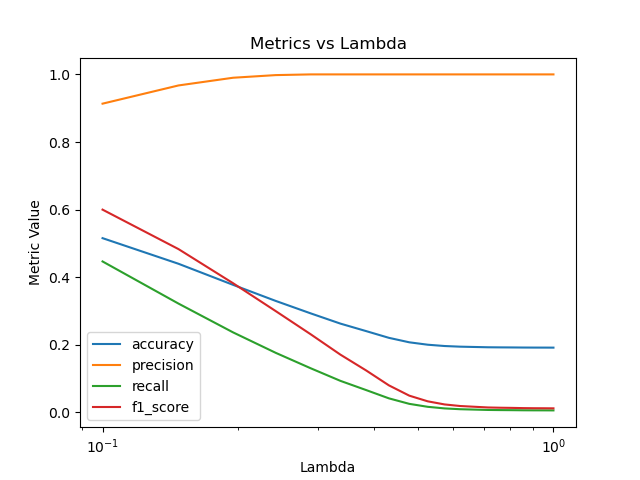 Metrics vs Lambda
1.0
0.8
0.6
0.4
0.2
0.0
Metric Value
accuracy
precision
recall
f1_score
10⁻¹
10⁰
Lambda